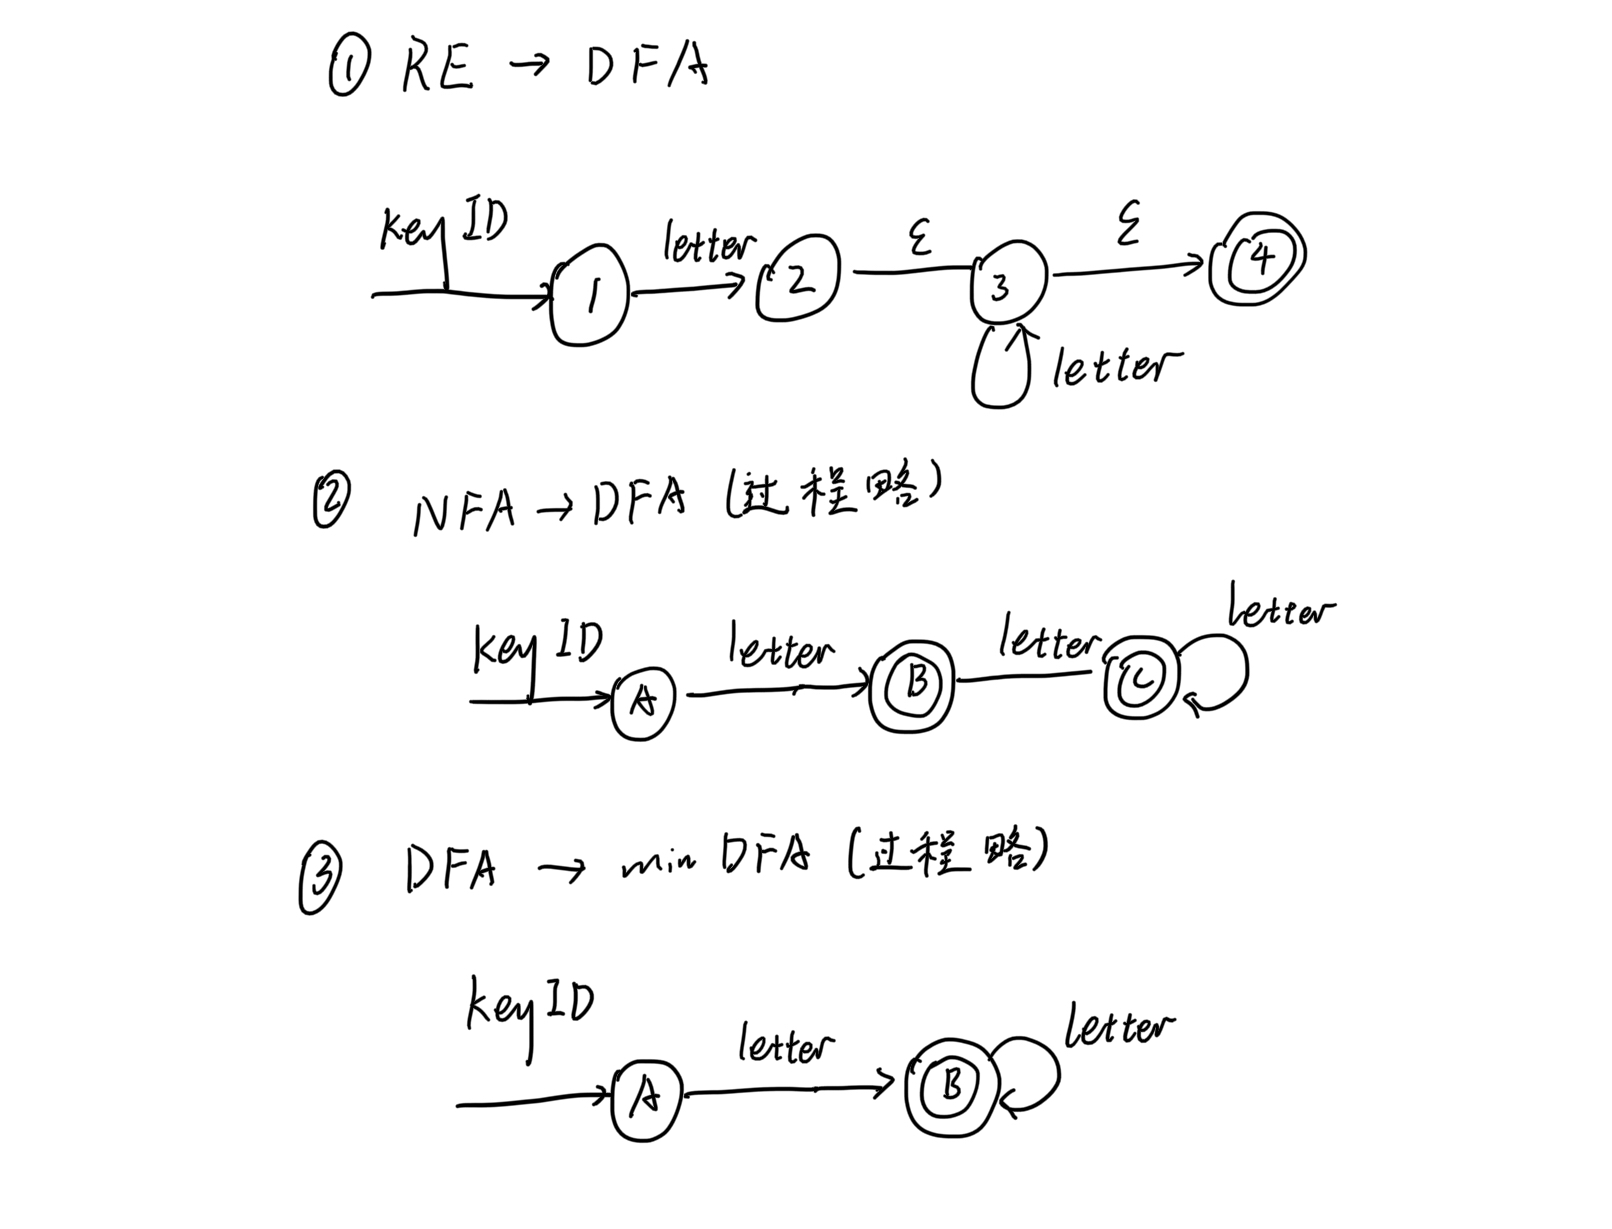 ① RE → DFA
key ID
letter
ε
ε
1
2
3
4
letter
② NFA → DFA (过程略)
key ID
letter
letter
letter
A
B
C
③ DFA → min DFA (过程略)
key ID
letter
letter
A
B